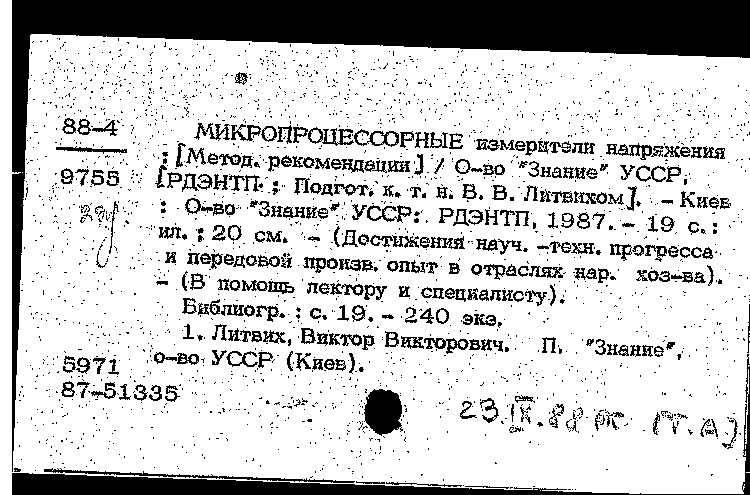 88-4
МИКРОПРОЦЕССОРНЫЕ измерители напряжения
: [Метод. рекомендации] / О-во "Знание" УССР,
9755
[РДЭНТП ; Подгот. к. т. н. В. В. Литвихом]. - Киев
: О-во "Знание" УССР: РДЭНТП, 1987. - 19 с. :
ил. ; 20 см. - (Достижения науч.-техн. прогресса
и передовой произв. опыт в отраслях нар. хоз-ва).
- (В помощь лектору и специалисту).
Библиогр. : с. 19. - 240 экз.
1. Литвих, Виктор Викторович. П. "Знание",
о-во УССР (Киев).
5971
87-51335
23.IX.88